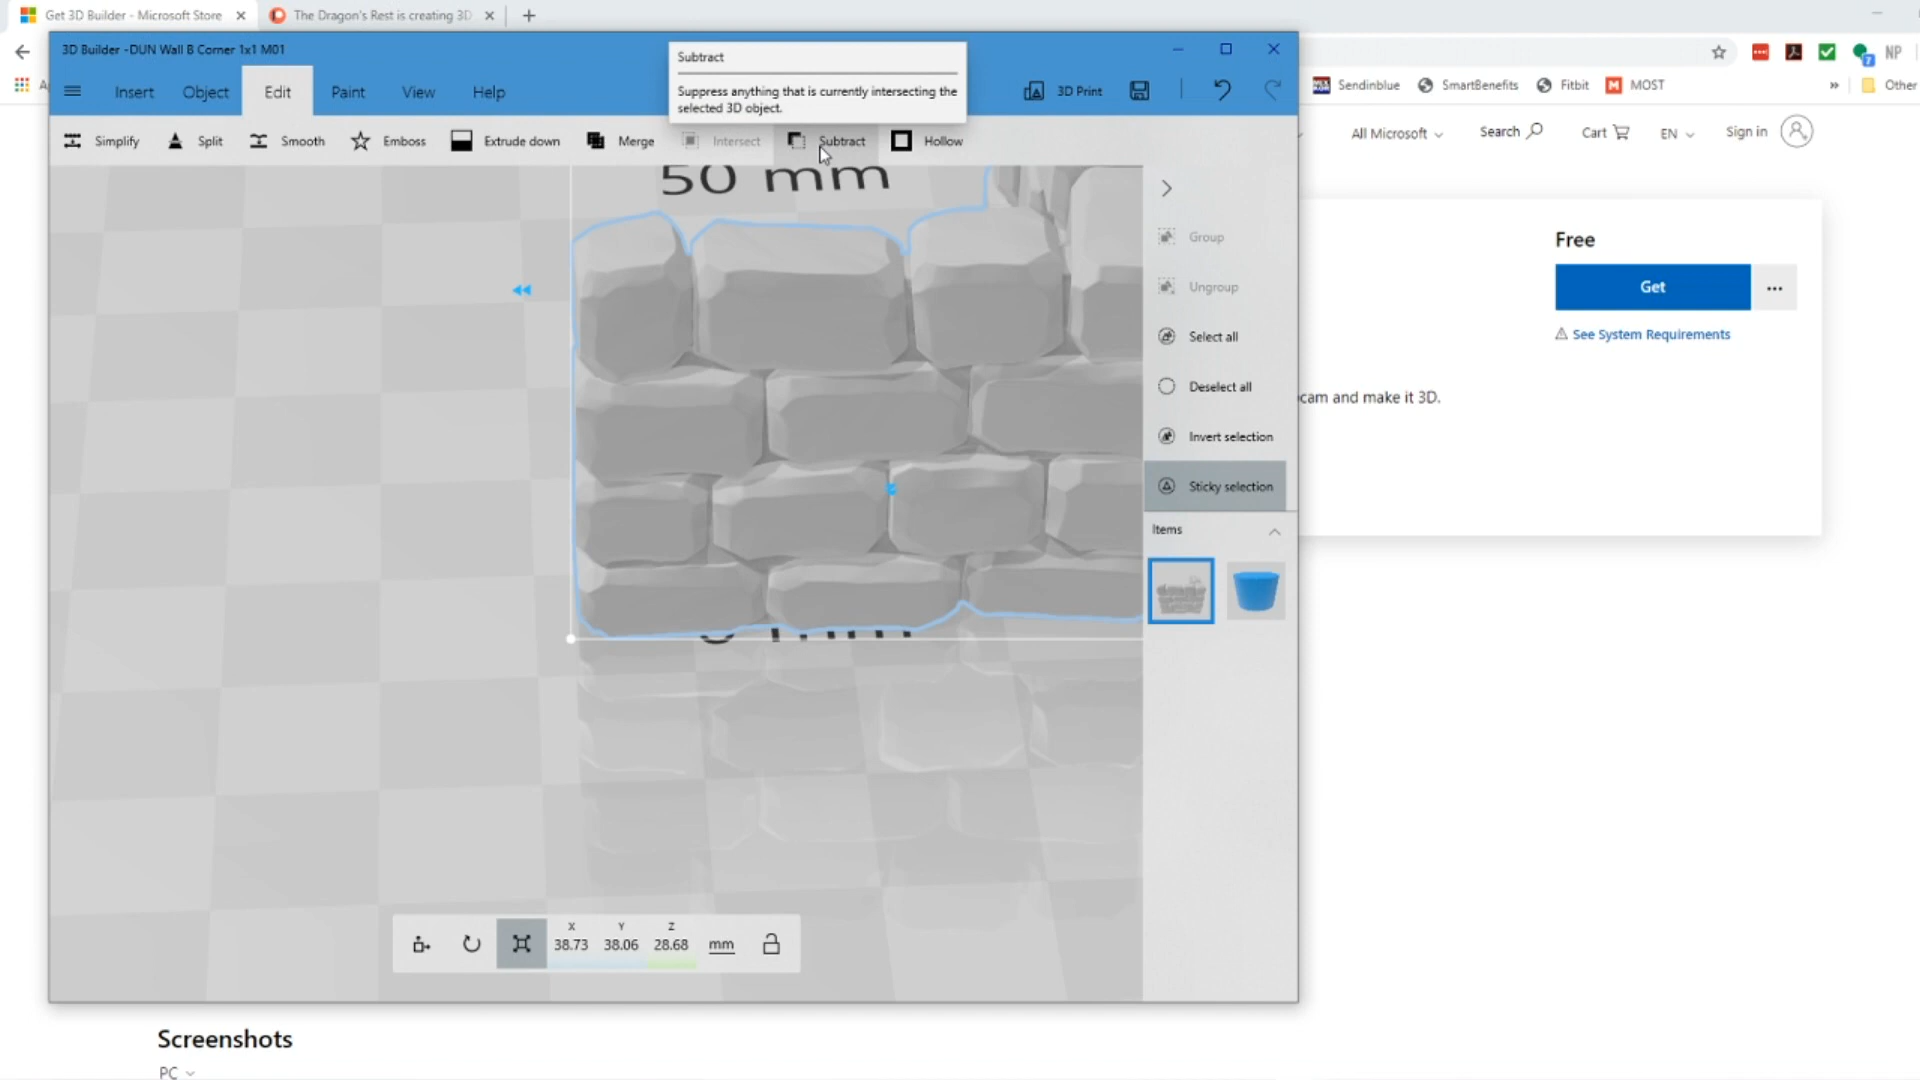 Get 3D Builder - Microsoft Store
The Dragon's Rest is creating 3D
3D Builder -DUN Wall B Corner 1x1 M01
Subtract
Suppress anything that is currently intersecting the
selected 3D object.
Insert
Object
Edit
Paint
View
Help
3D Print
NP
Sendinblue
SmartBenefits
Fitbit
MOST
»
Other
Simplify
Split
Smooth
Emboss
Extrude down
Merge
Intersect
Subtract
Hollow
All Microsoft
Search
Cart
EN
Sign in
50 mm
Group
Ungroup
Select all
Deselect all
Invert selection
Sticky selection
Items
Free
Get
...
See System Requirements
cam and make it 3D.
X
Y
Z
38.73
38.06
28.68
mm
Screenshots
PC